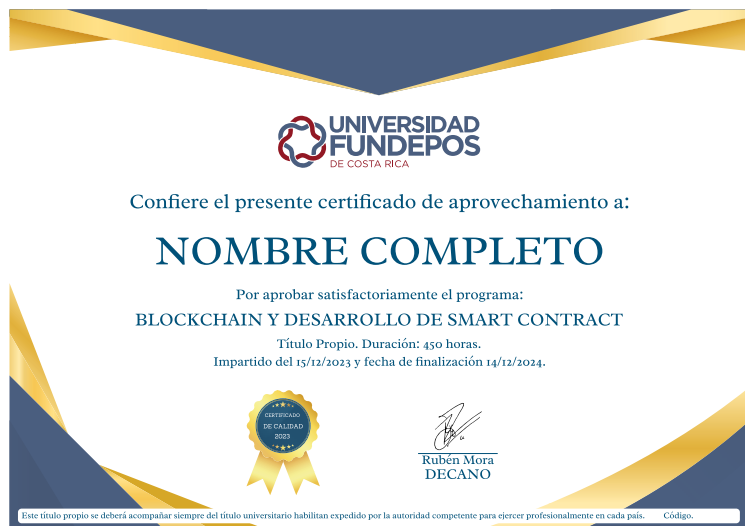 UNIVERSIDAD
FUNDEPOS
DE COSTA RICA
Confiere el presente certificado de aprovechamiento a:
NOMBRE COMPLETO
Por aprobar satisfactoriamente el programa:
BLOCKCHAIN Y DESARROLLO DE SMART CONTRACT
Título Propio. Duración: 450 horas.
Impartido del 15/12/2023 y fecha de finalización 14/12/2024.
CERTIFICADO
DE CALIDAD
2023
Rubén Mora
DECANO
Este titulo propio se deberá acompañar siempre del titulo universitario habilitan expedido por la autoridad competente para ejercer profesionalmente en cada país. Código.